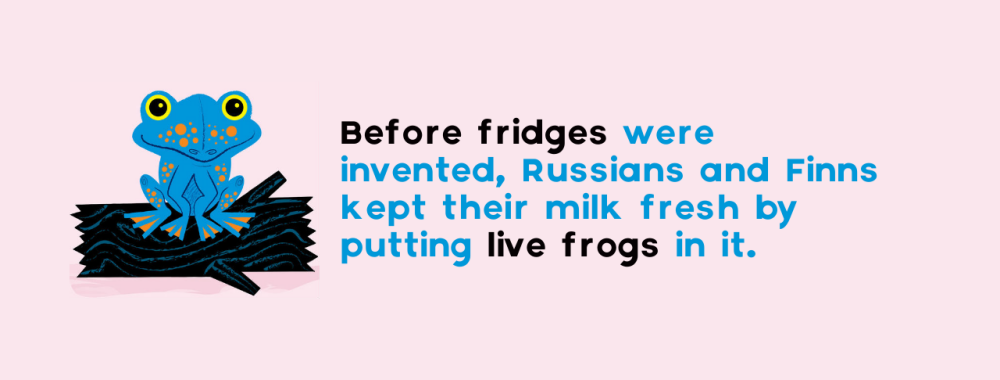 Before fridges were
invented, Russians and Finns
kept their milk fresh by
putting live frogs in it.